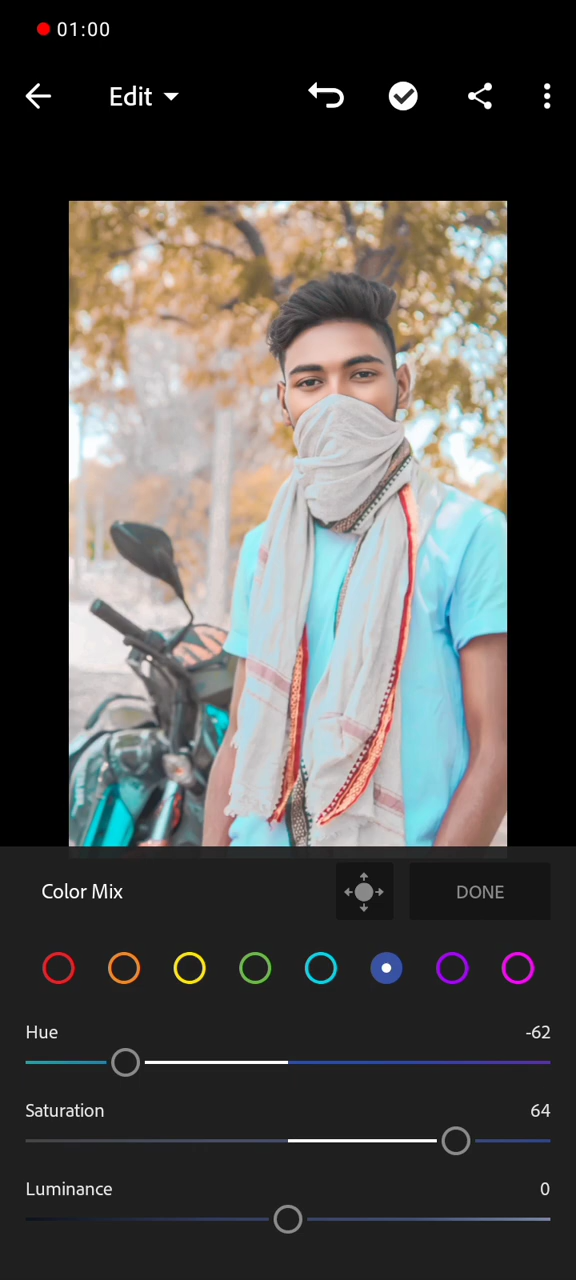 01:00
Edit
Color Mix
DONE
Hue -62
Saturation 64
Luminance 0